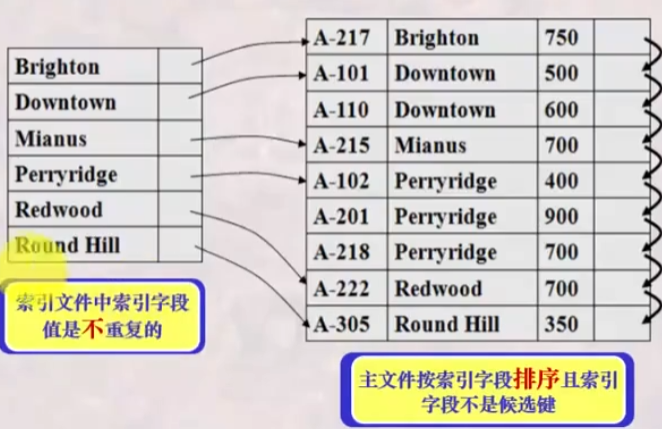 Brighton
Downtown
Mianus
Perryridge
Redwood
Round Hill
A-217 Brighton 750
A-101 Downtown 500
A-110 Downtown 600
A-215 Mianus 700
A-102 Perryridge 400
A-201 Perryridge 900
A-218 Perryridge 700
A-222 Redwood 700
A-305 Round Hill 350
索引文件中索引字段
值是不重复的
主文件按索引字段排序且索引
字段不是候选键